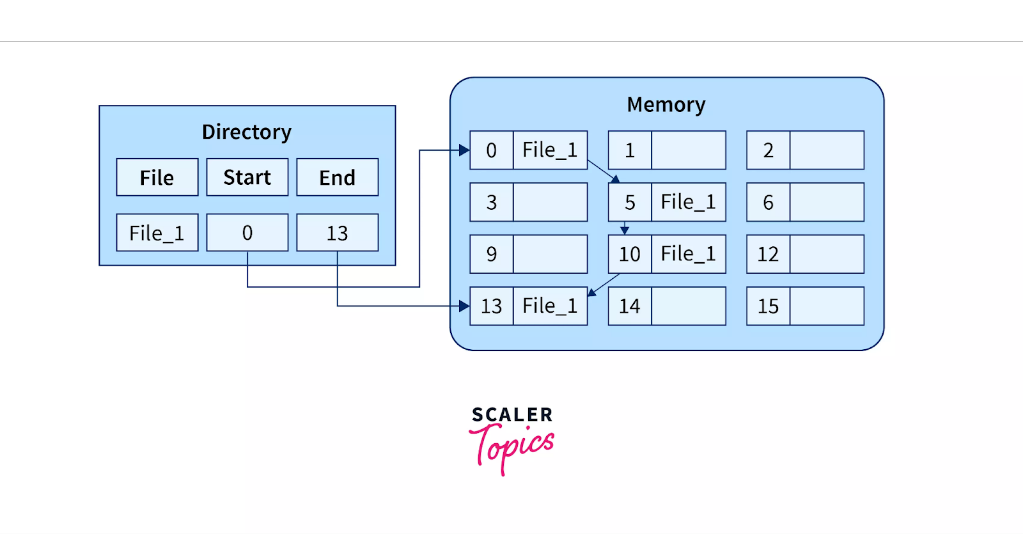 Directory
File Start End
File_1 0 13
Memory
0 File_1 1 2
3 5 File_1 6
9 10 File_1 12
13 File_1 14 15
SCALER
Topics